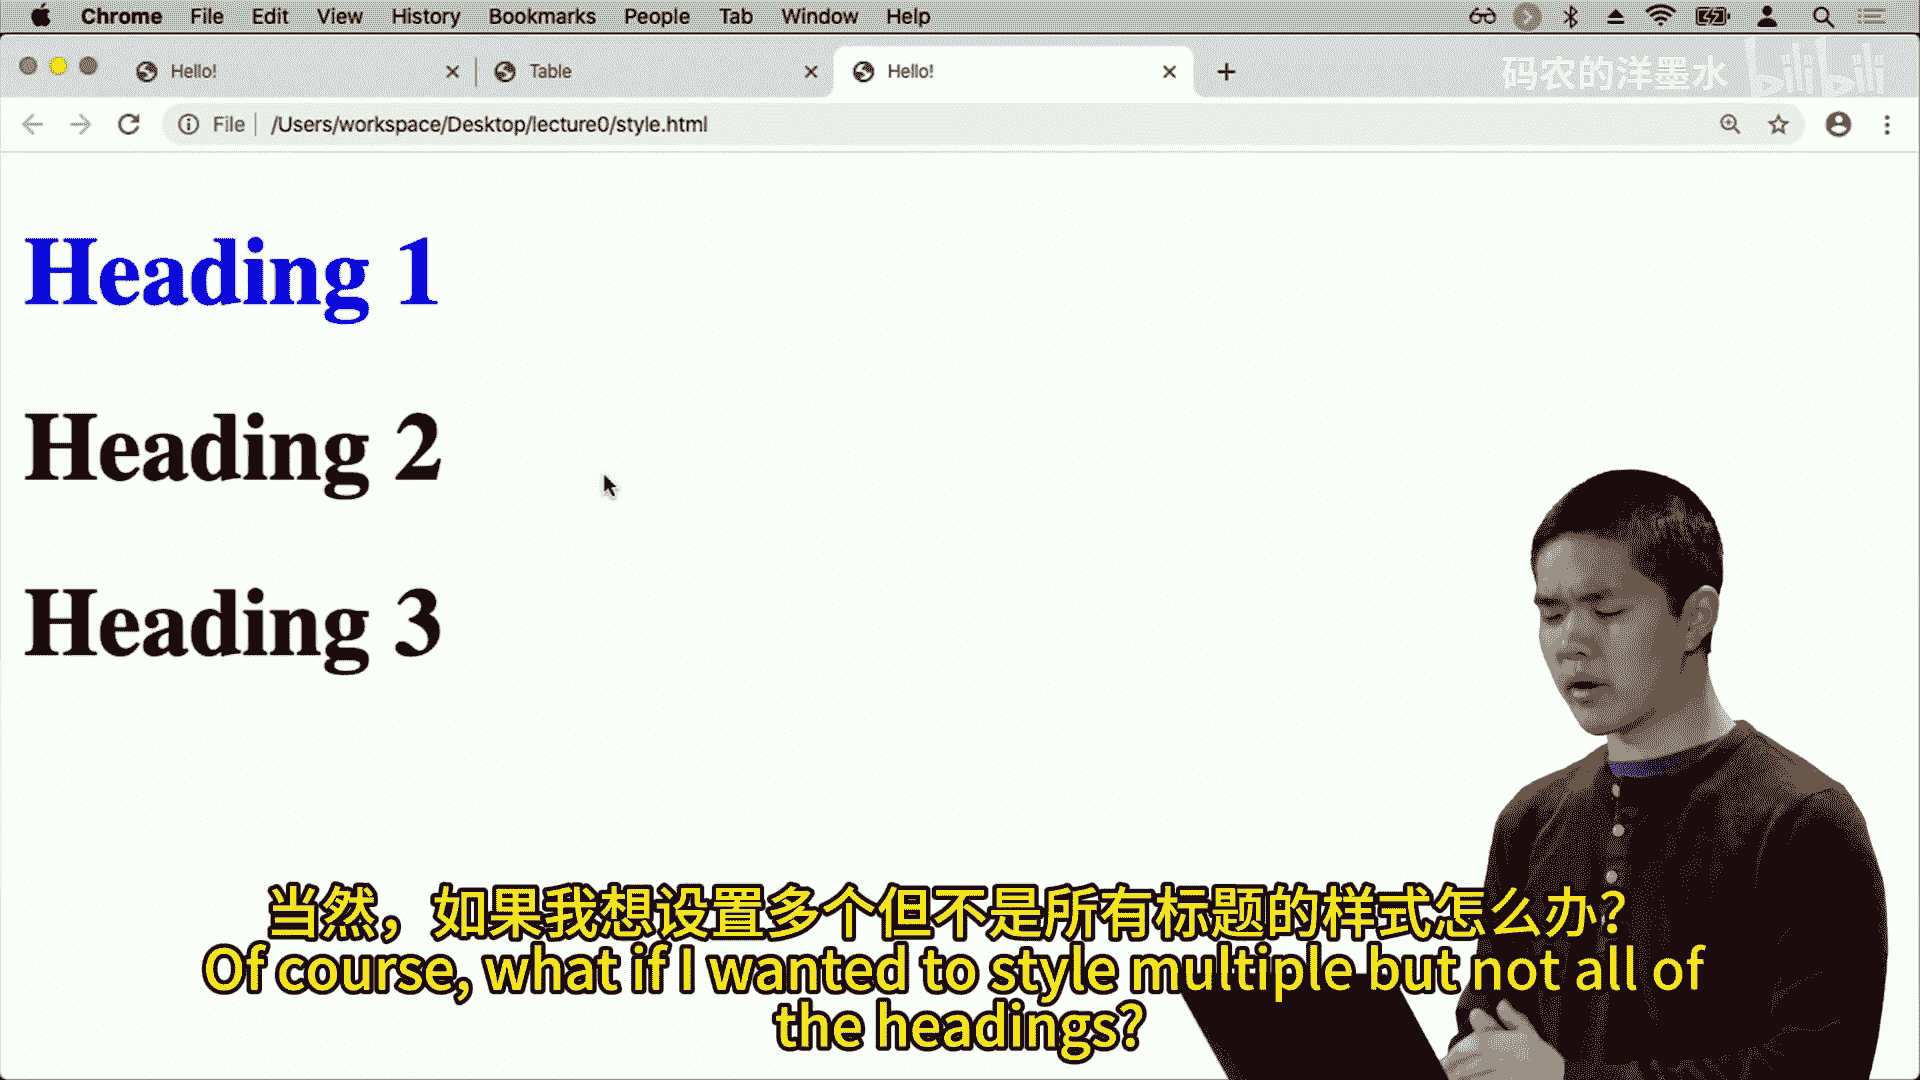 Chrome File Edit View History Bookmarks People Tab Window Help
Hello! Table Hello!
码农的洋墨水 bilibili
File /Users/workspace/Desktop/lecture0/style.html
Heading 1
Heading 2
Heading 3
当然，如果我想设置多个但不是所有标题的样式怎么办？
Of course, what if I wanted to style multiple but not all of
the headings?